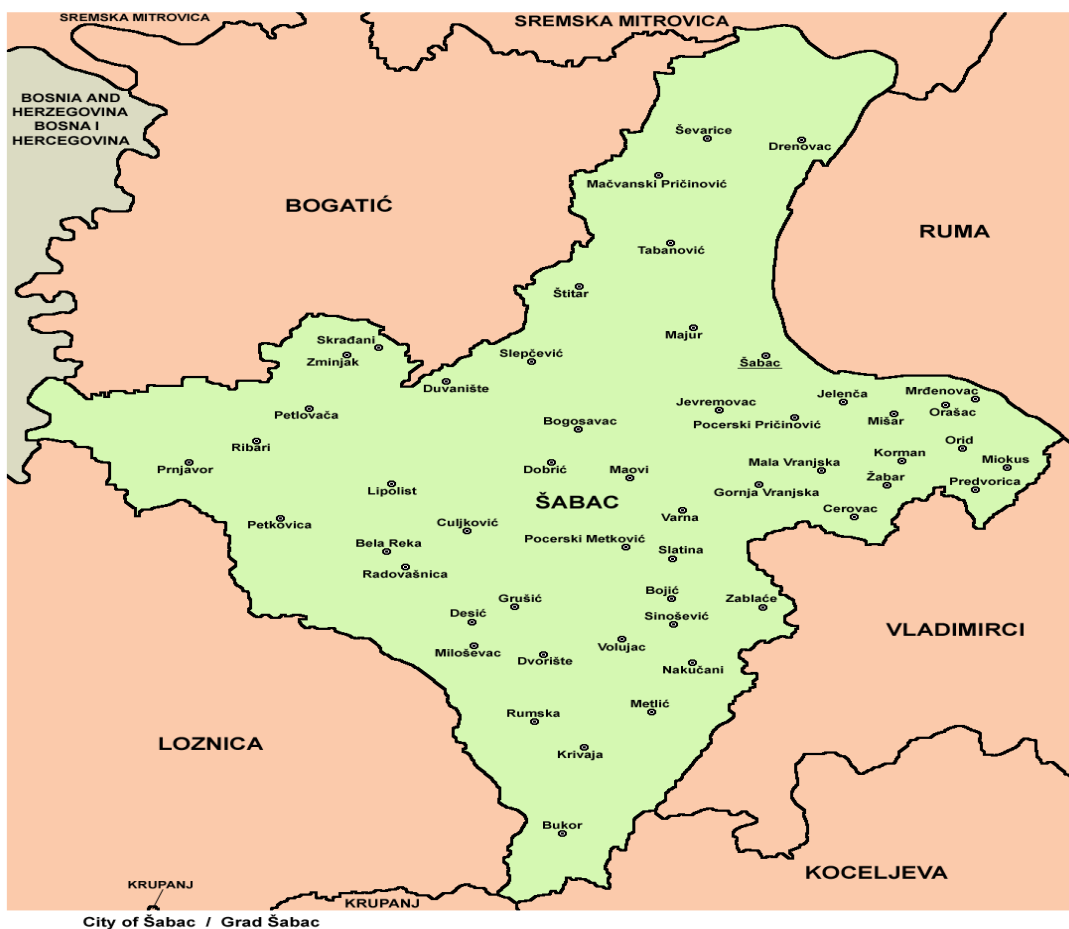 SREMSKA MITROVICA
SREMSKA MITROVICA
BOSNIA AND
HERZEGOVINA
BOSNA I
HERCEGOVINA
Ševarice
Drenovac
Mačvanski Pričinović
BOGATIĆ
RUMA
Tabanović
Štitar
Majur
Skrađani
Slepčević
Zminjak
Šabac
Duvanište
Mrđenovac
Jelenča
Jevremovac
Orašac
Petlovača
Pocerski Pričinović
Mišar
Bogosavac
Orid
Ribari
Korman
Miokus
Prnjavor
Dobrić
Maovi
Mala Vranjska
Žabar
Predvorica
Lipolist
Gornja Vranjska
ŠABAC
Cerovac
Varna
Petkovica
Culjković
Pocerski Metković
Bela Reka
Slatina
Radovašnica
Bojić
Grušić
Zablaće
Desić
Sinošević
VLADIMIRCI
Volujac
Miloševac
Dvorište
Nakučani
Metlić
Rumska
LOZNICA
Krivaja
Bukor
KOCELJEVA
KRUPANJ
KRUPANJ
City of Šabac / Grad Šabac